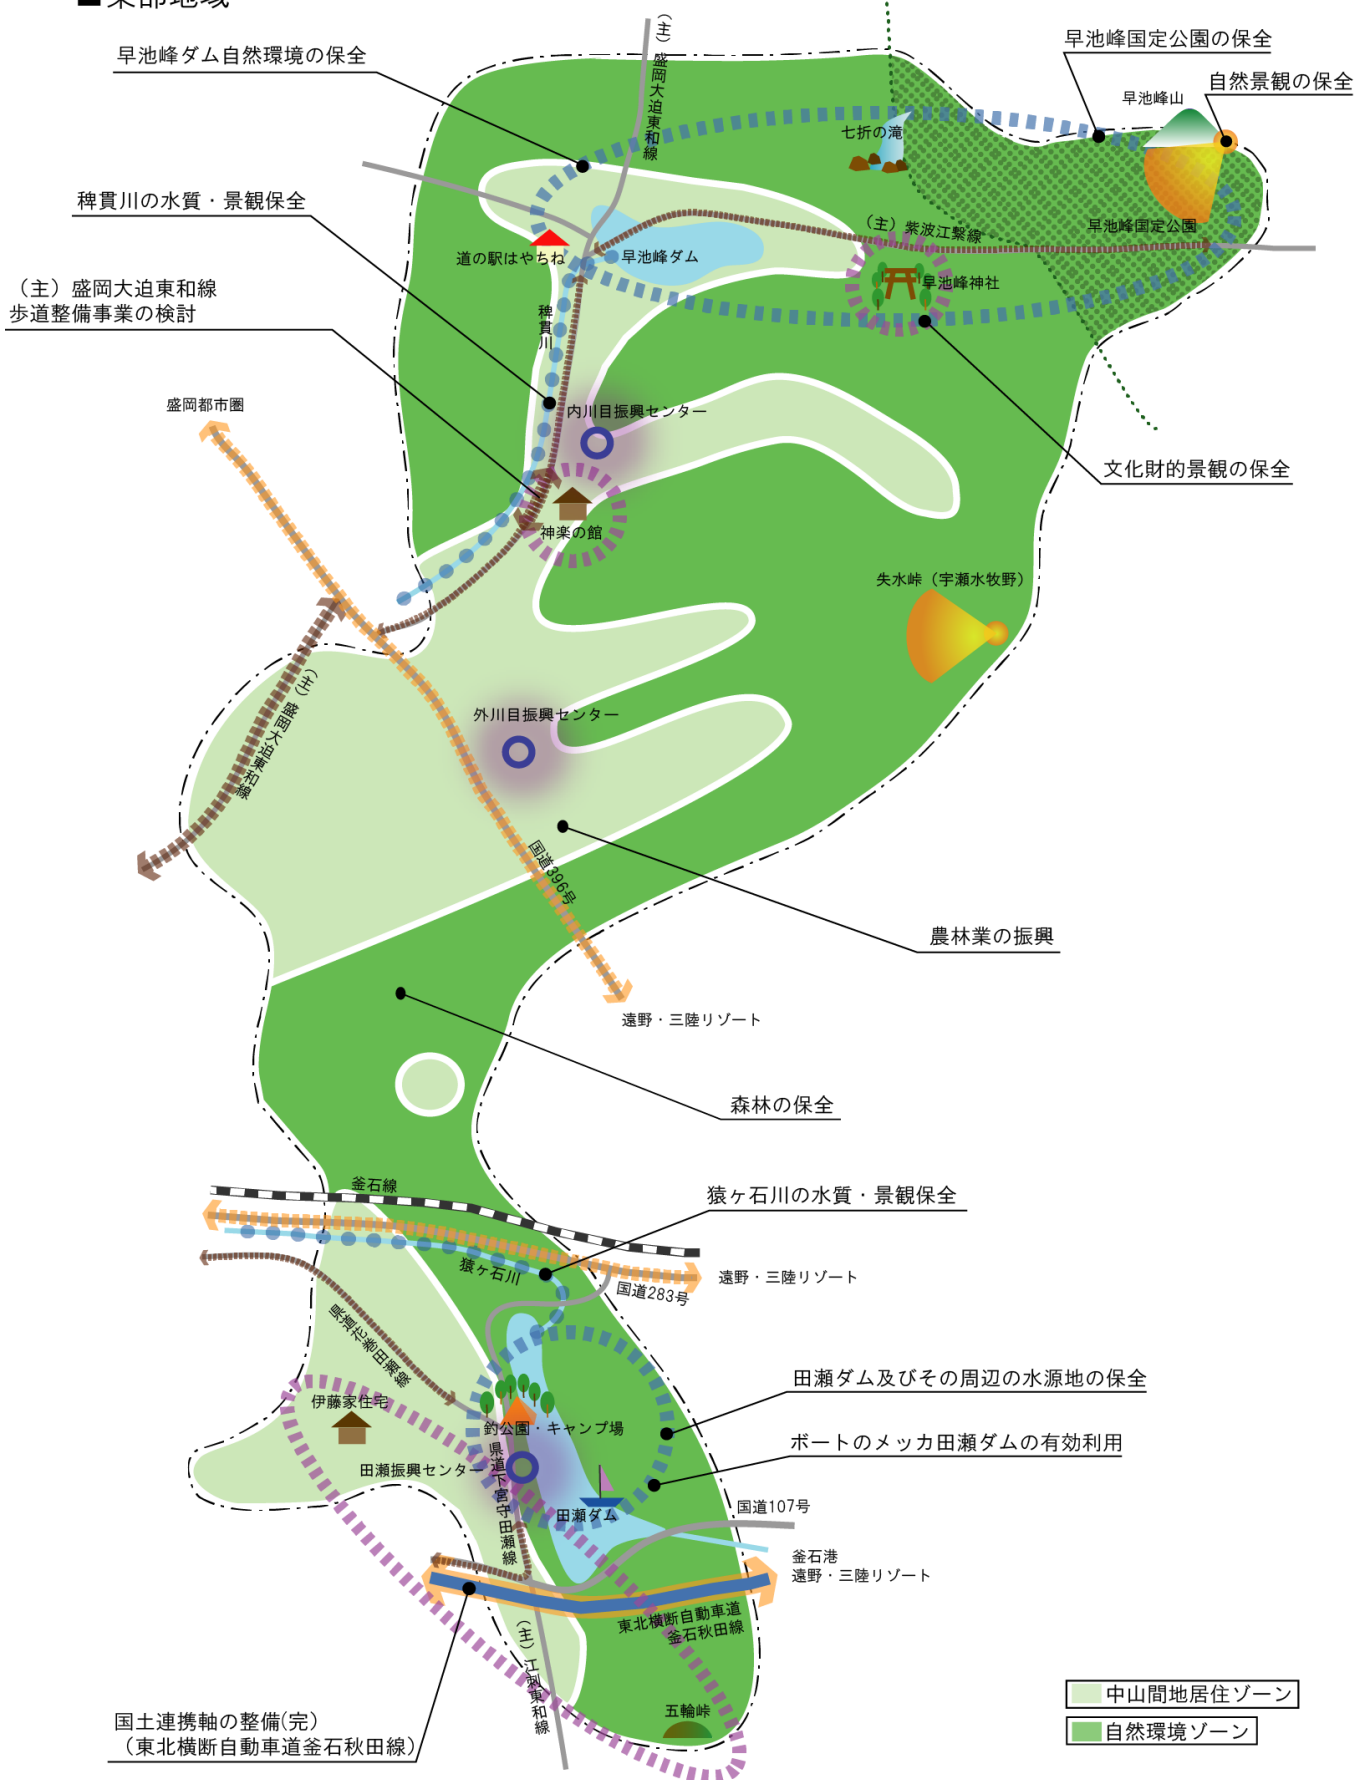 ■東部地域
早池峰ダム自然環境の保全
(主)盛岡大迫東和線
早池峰国定公園の保全
自然景観の保全
早池峰山
七折の滝
稗貫川の水質・景観保全
(主)紫波江繋線
早池峰国定公園
道の駅はやちね
早池峰ダム
早池峰神社
(主)盛岡大迫東和線
歩道整備事業の検討
稗貫川
盛岡都市圏
内川目振興センター
文化財的景観の保全
神楽の館
失水峠(宇瀬水牧野)
(主)盛岡大迫東和線
外川目振興センター
国道396号
農林業の振興
遠野・三陸リゾート
森林の保全
釜石線
猿ヶ石川の水質・景観保全
猿ヶ石川
遠野・三陸リゾート
国道283号
県道花巻田瀬線
田瀬ダム及びその周辺の水源地の保全
伊藤家住宅
釣公園・キャンプ場
ボートのメッカ田瀬ダムの有効利用
田瀬振興センター
県道下宮守田瀬線
国道107号
田瀬ダム
釜石港
遠野・三陸リゾート
東北横断自動車道
釜石秋田線
(主)江刺東和線
五輪峠
国土連携軸の整備(完)
(東北横断自動車道釜石秋田線)
中山間地居住ゾーン
自然環境ゾーン